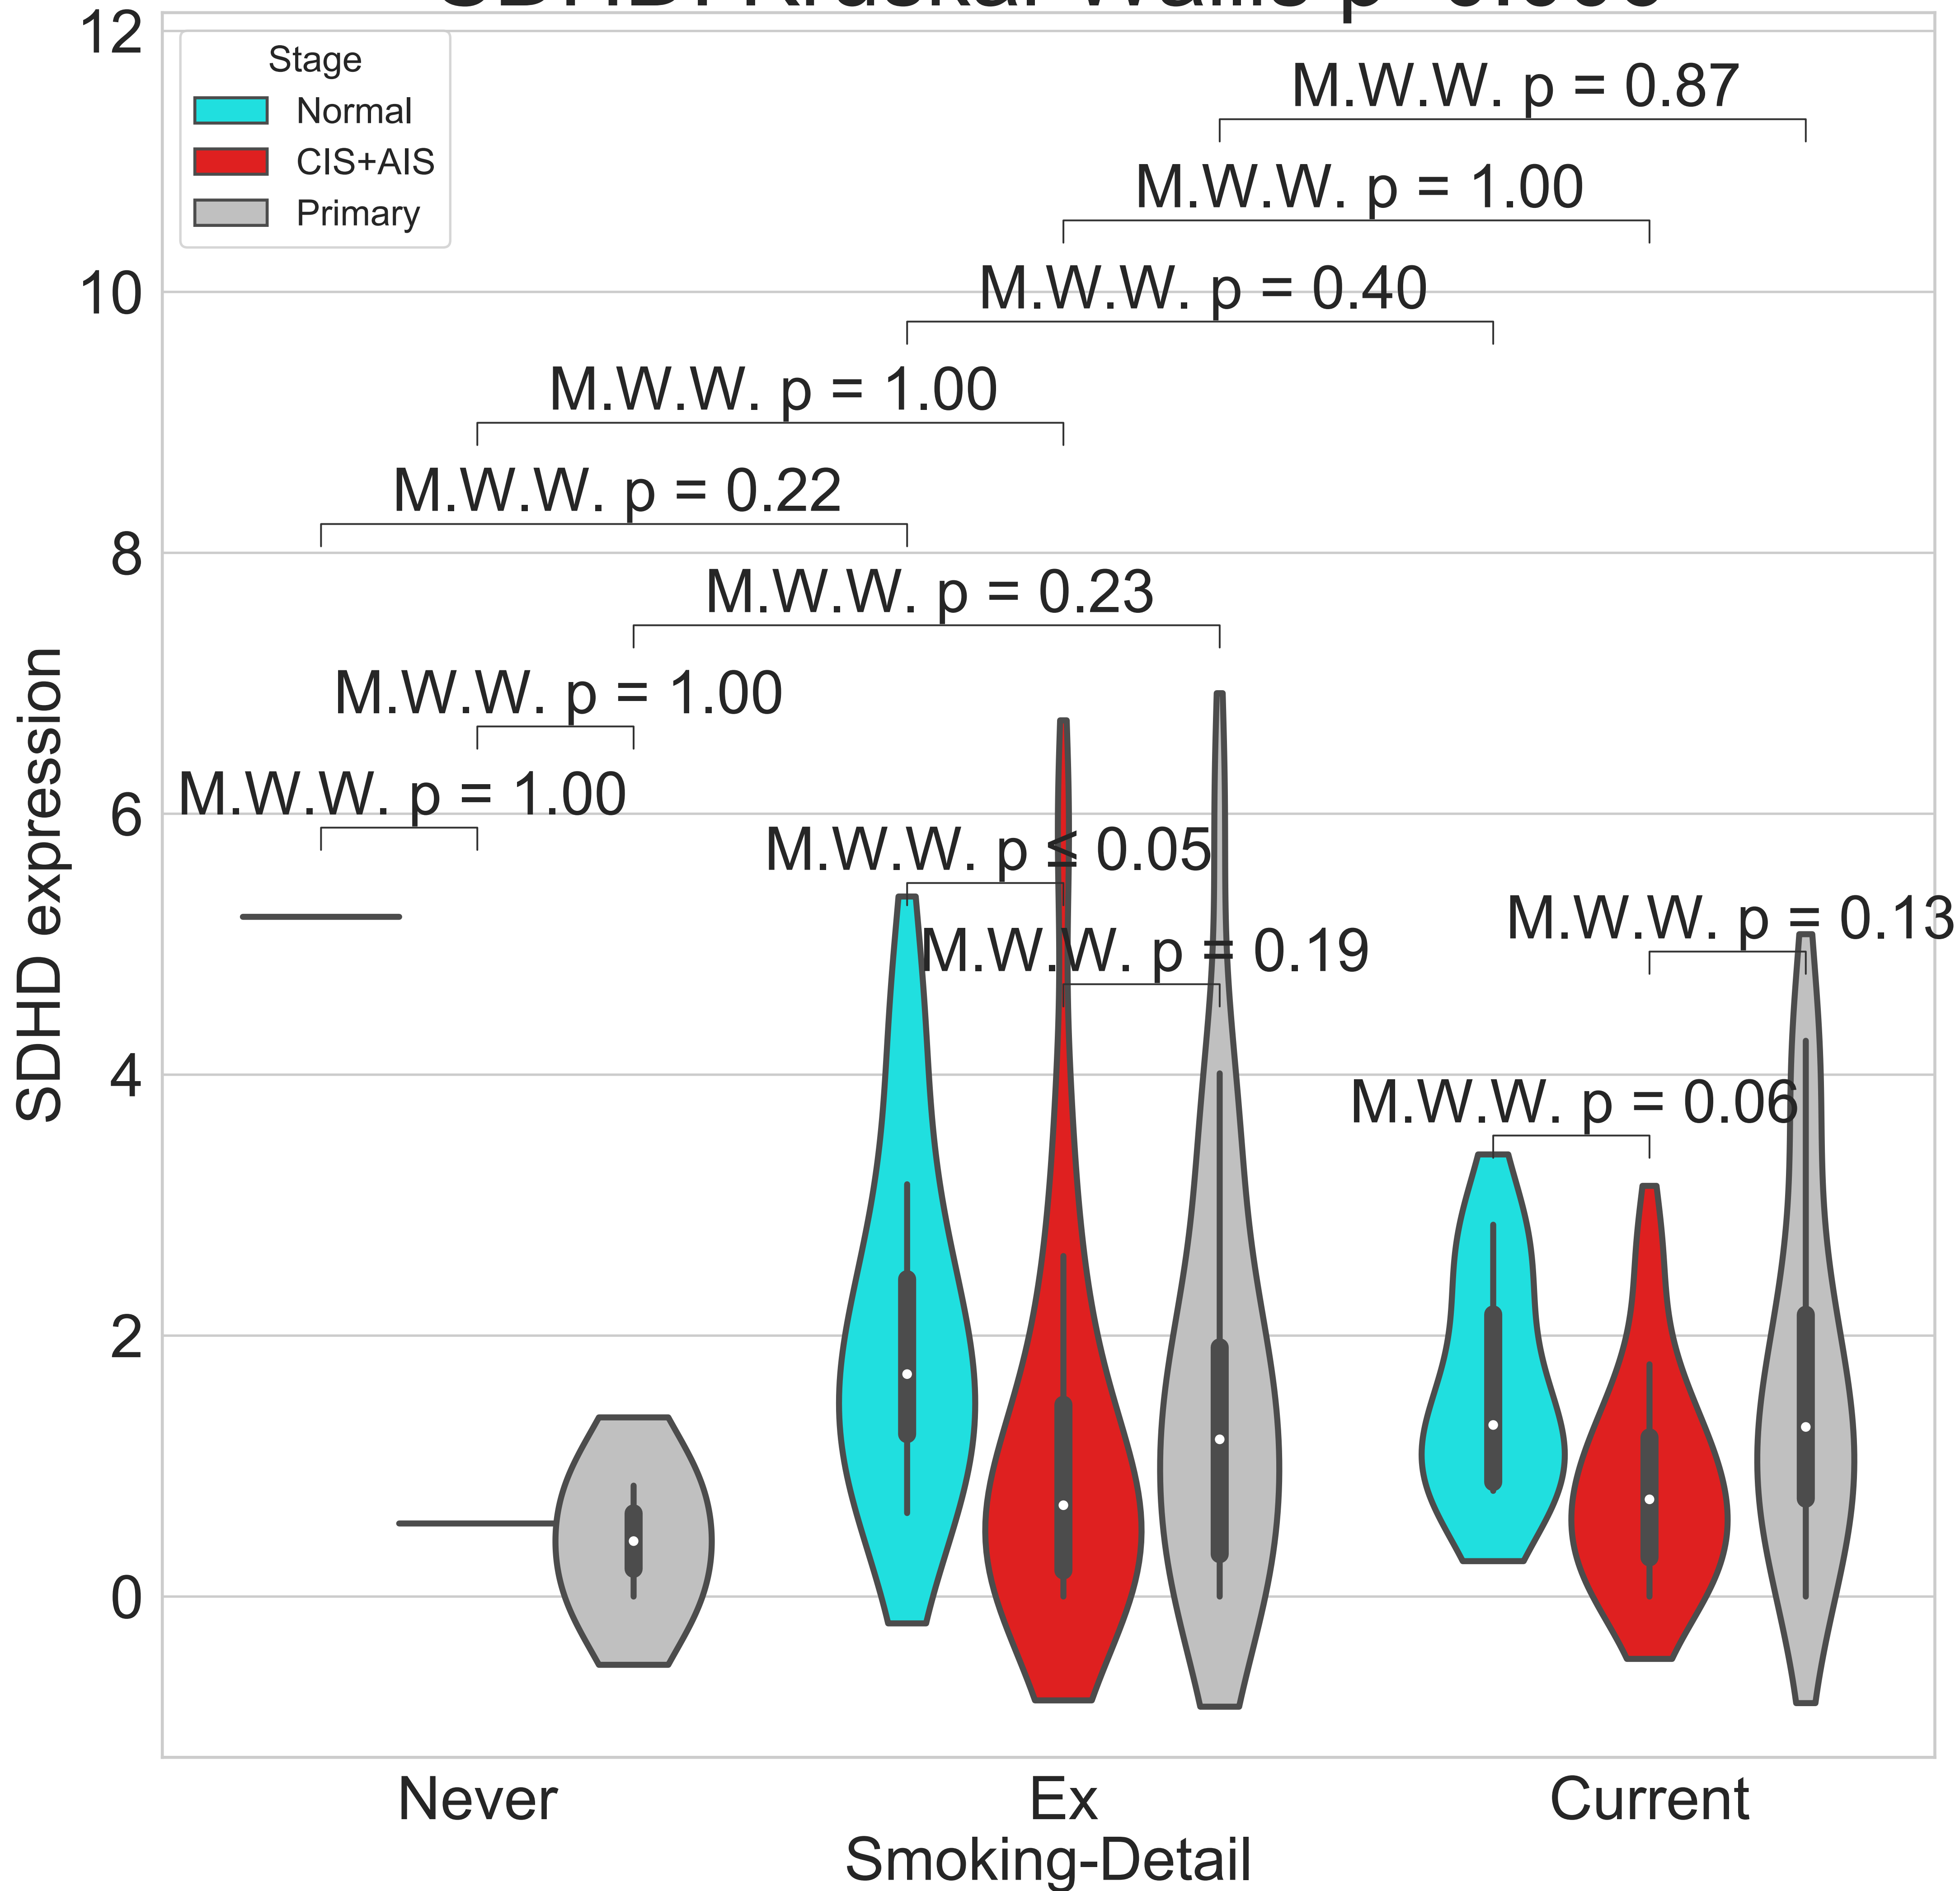 12
Stage
Normal
CIS+AIS
Primary
M.W.W. p = 0.87
M.W.W. p = 1.00
10
M.W.W. p = 0.40
M.W.W. p = 1.00
M.W.W. p = 0.22
8
M.W.W. p = 0.23
M.W.W. p = 1.00
M.W.W. p = 1.00
6
M.W.W. p ≤ 0.05
M.W.W. p = 0.13
M.W.W. p = 0.19
4
M.W.W. p = 0.06
2
0
SDHD expression
Never
Ex
Current
Smoking-Detail